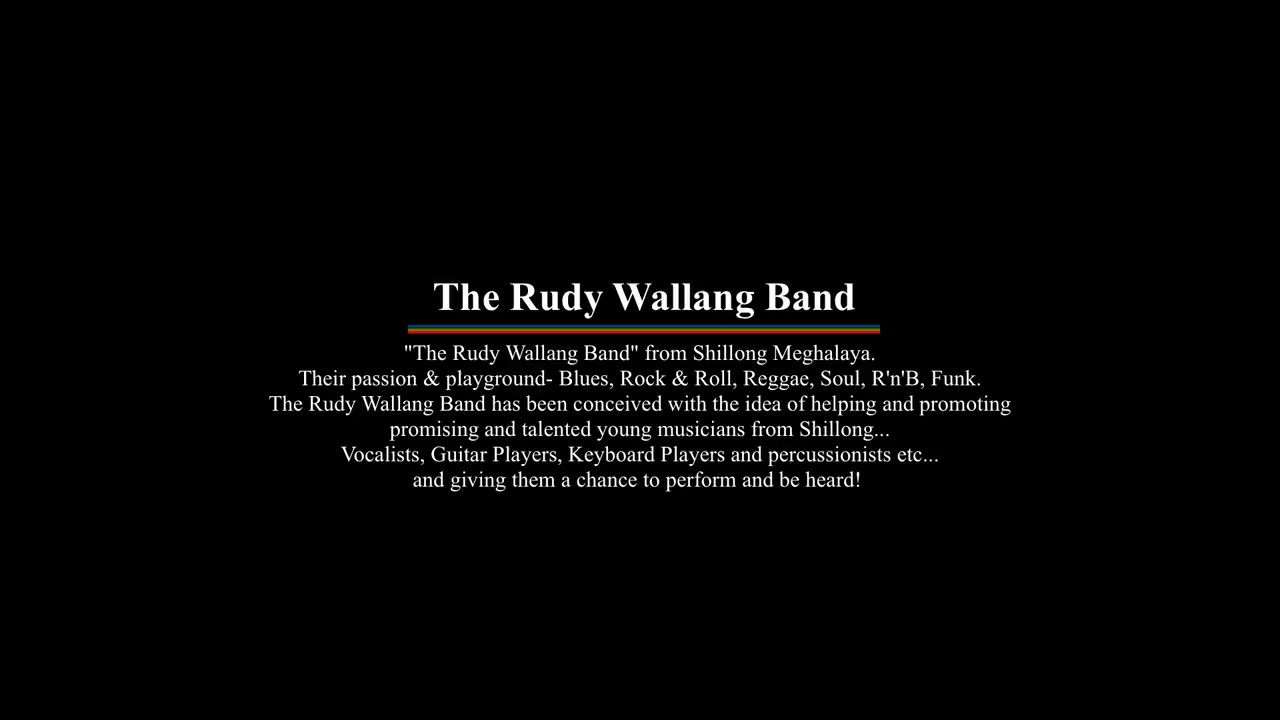 The Rudy Wallang Band
"The Rudy Wallang Band" from Shillong Meghalaya.
Their passion & playground- Blues, Rock & Roll, Reggae, Soul, R'n'B, Funk.
The Rudy Wallang Band has been conceived with the idea of helping and promoting
promising and talented young musicians from Shillong...
Vocalists, Guitar Players, Keyboard Players and percussionists etc...
and giving them a chance to perform and be heard!